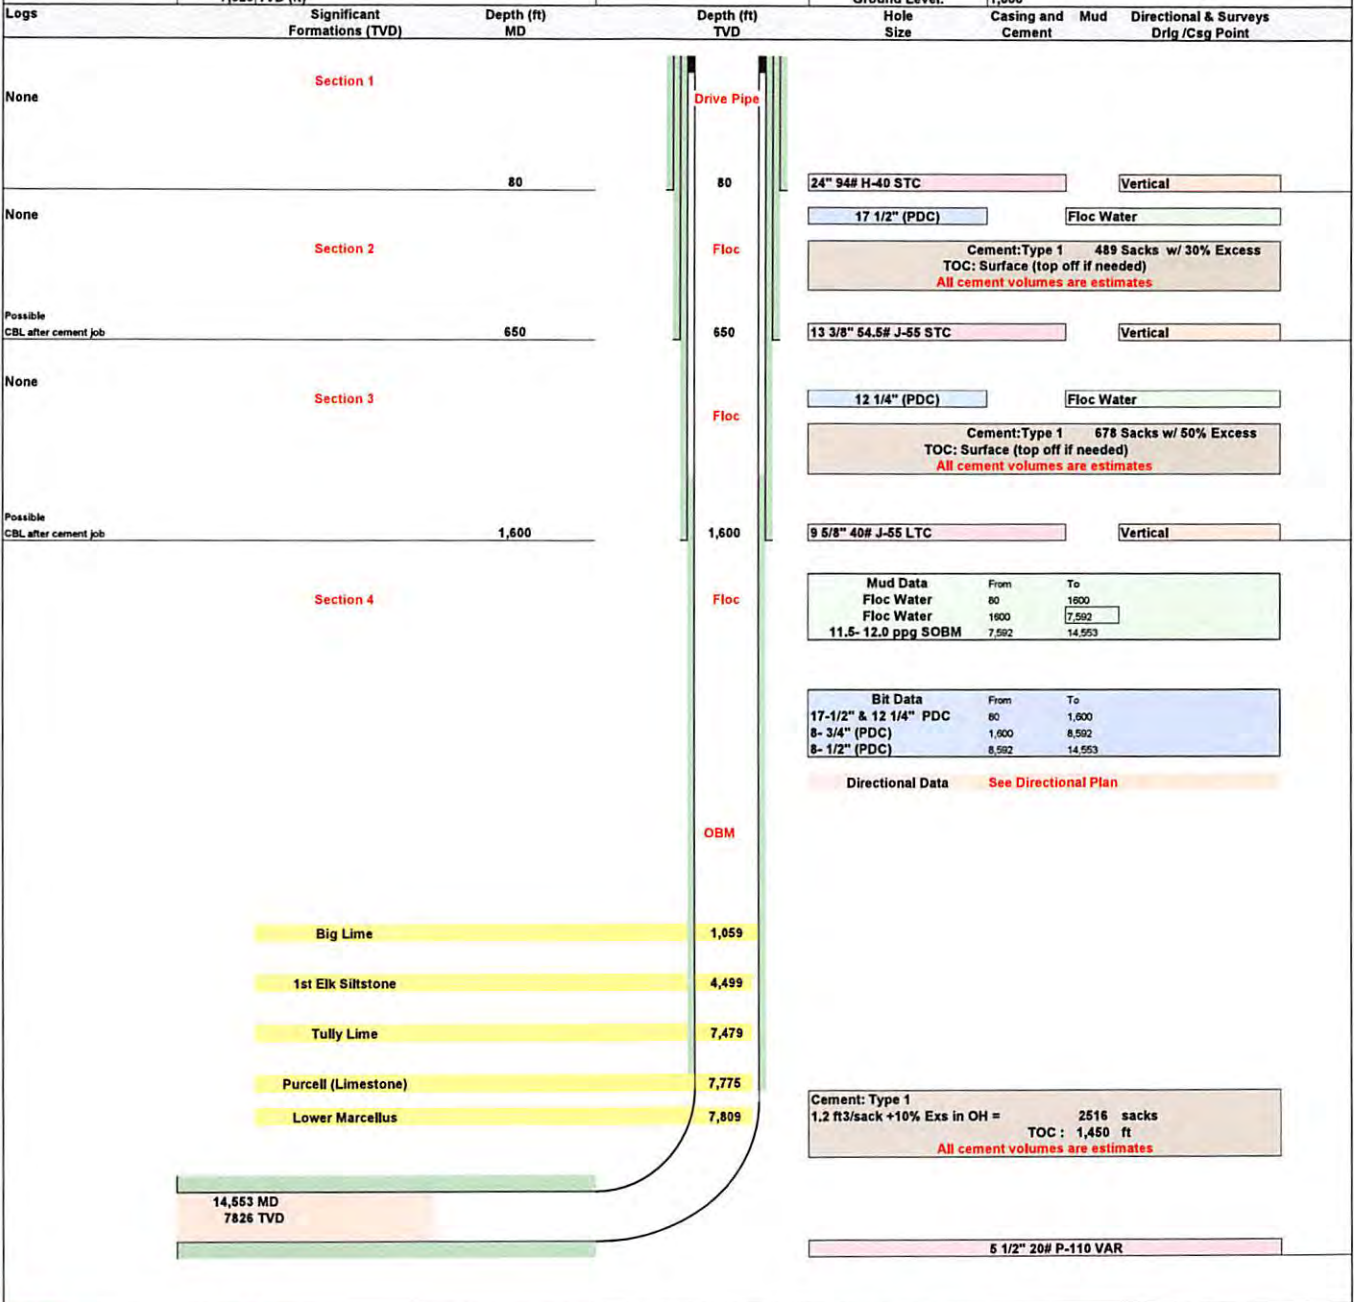 Logs Significant Formations (TVD) Depth (ft) MD Depth (ft) TVD Hole Size Casing and Cement Mud Directional & Surveys Drlg /Csg Point
Section 1
None
Drive Pipe
80 80 24" 94# H-40 STC Vertical
None 17 1/2" (PDC) Floc Water
Section 2 Floc
Cement:Type 1 489 Sacks w/ 30% Excess
TOC: Surface (top off if needed)
All cement volumes are estimates
Possible
CBL after cement job 650 650 13 3/8" 54.5# J-55 STC Vertical
None
Section 3 12 1/4" (PDC) Floc Water
Floc
Cement:Type 1 678 Sacks w/ 50% Excess
TOC: Surface (top off if needed)
All cement volumes are estimates
Possible
CBL after cement job 1,600 1,600 9 5/8" 40# J-55 LTC Vertical
Section 4 Floc
Mud Data From To
Floc Water 80 1600
Floc Water 1600 7,592
11.5- 12.0 ppg SOBM 7,592 14,553
Bit Data From To
17-1/2" & 12 1/4" PDC 80 1,600
8- 3/4" (PDC) 1,600 8,592
8- 1/2" (PDC) 8,592 14,553
Directional Data See Directional Plan
OBM
Big Lime 1,059
1st Elk Siltstone 4,499
Tully Lime 7,479
Purcell (Limestone) 7,775
Lower Marcellus 7,809
Cement: Type 1
1.2 ft3/sack +10% Exs in OH = 2516 sacks
TOC : 1,450 ft
All cement volumes are estimates
14,553 MD
7826 TVD
5 1/2" 20# P-110 VAR